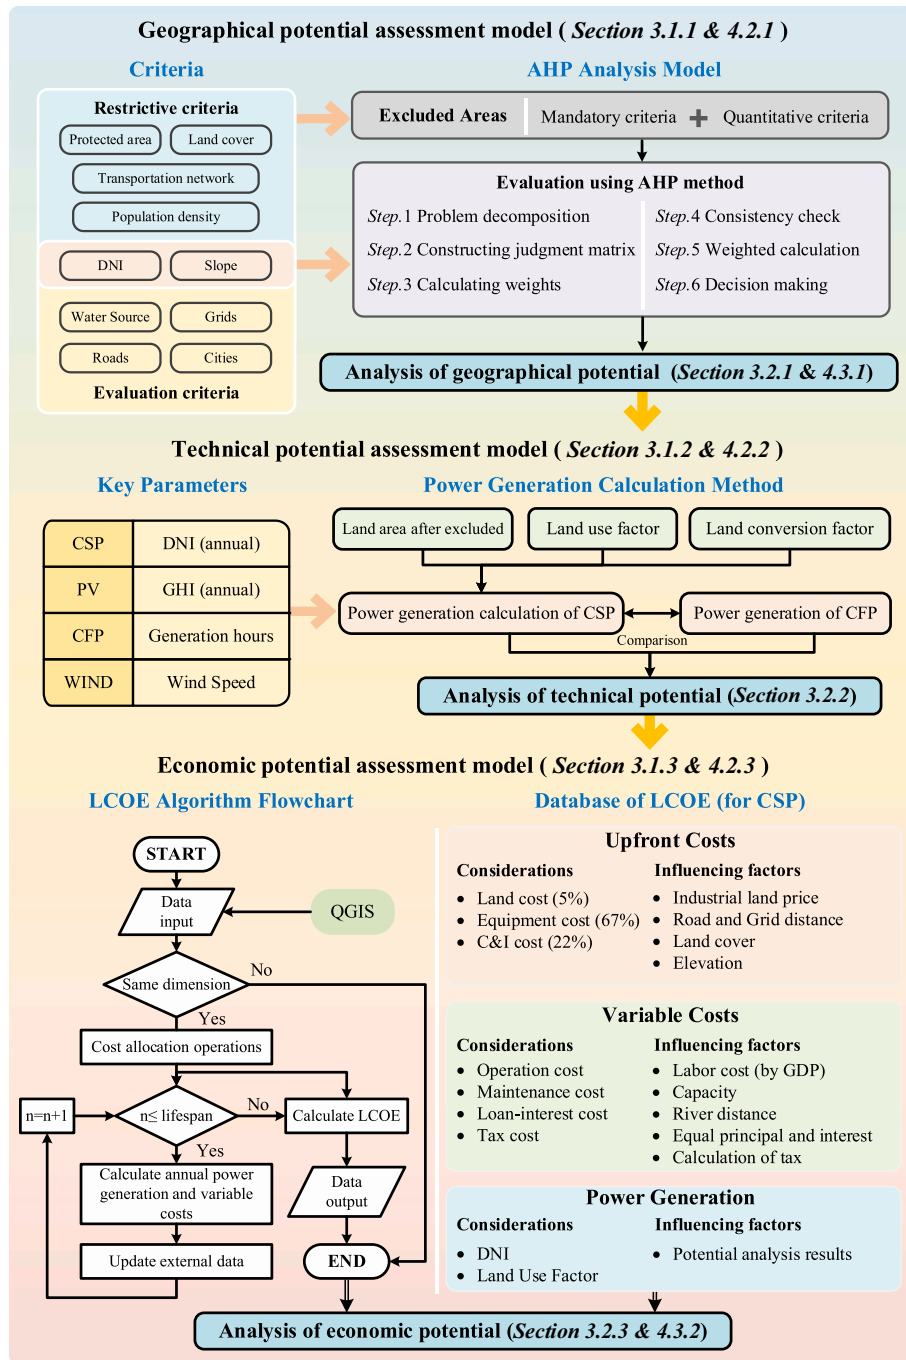 Geographical potential assessment model ( Section 3.1.1 & 4.2.1 )
Criteria
AHP Analysis Model
Restrictive criteria
Protected area
Land cover
Transportation network
Population density
DNI
Slope
Water Source
Grids
Roads
Cities
Evaluation criteria
Excluded Areas
Mandatory criteria + Quantitative criteria
Evaluation using AHP method
Step.1 Problem decomposition
Step.2 Constructing judgment matrix
Step.3 Calculating weights
Step.4 Consistency check
Step.5 Weighted calculation
Step.6 Decision making
Analysis of geographical potential (Section 3.2.1 & 4.3.1)
Technical potential assessment model ( Section 3.1.2 & 4.2.2 )
Key Parameters
Power Generation Calculation Method
CSP
DNI (annual)
PV
GHI (annual)
CFP
Generation hours
WIND
Wind Speed
Land area after excluded
Land use factor
Land conversion factor
Power generation calculation of CSP
Power generation of CFP
Comparison
Analysis of technical potential (Section 3.2.2)
Economic potential assessment model ( Section 3.1.3 & 4.2.3 )
LCOE Algorithm Flowchart
Database of LCOE (for CSP)
START
Data
input
QGIS
Same dimension
No
Yes
Cost allocation operations
n=n+1
n≤ lifespan
No
Calculate LCOE
Yes
Calculate annual power
generation and variable
costs
Data
output
Update external data
END
Upfront Costs
Considerations
• Land cost (5%)
• Equipment cost (67%)
• C&I cost (22%)
Influencing factors
• Industrial land price
• Road and Grid distance
• Land cover
• Elevation
Variable Costs
Considerations
• Operation cost
• Maintenance cost
• Loan-interest cost
• Tax cost
Influencing factors
• Labor cost (by GDP)
• Capacity
• River distance
• Equal principal and interest
• Calculation of tax
Power Generation
Considerations
• DNI
• Land Use Factor
Influencing factors
• Potential analysis results
Analysis of economic potential (Section 3.2.3 & 4.3.2)